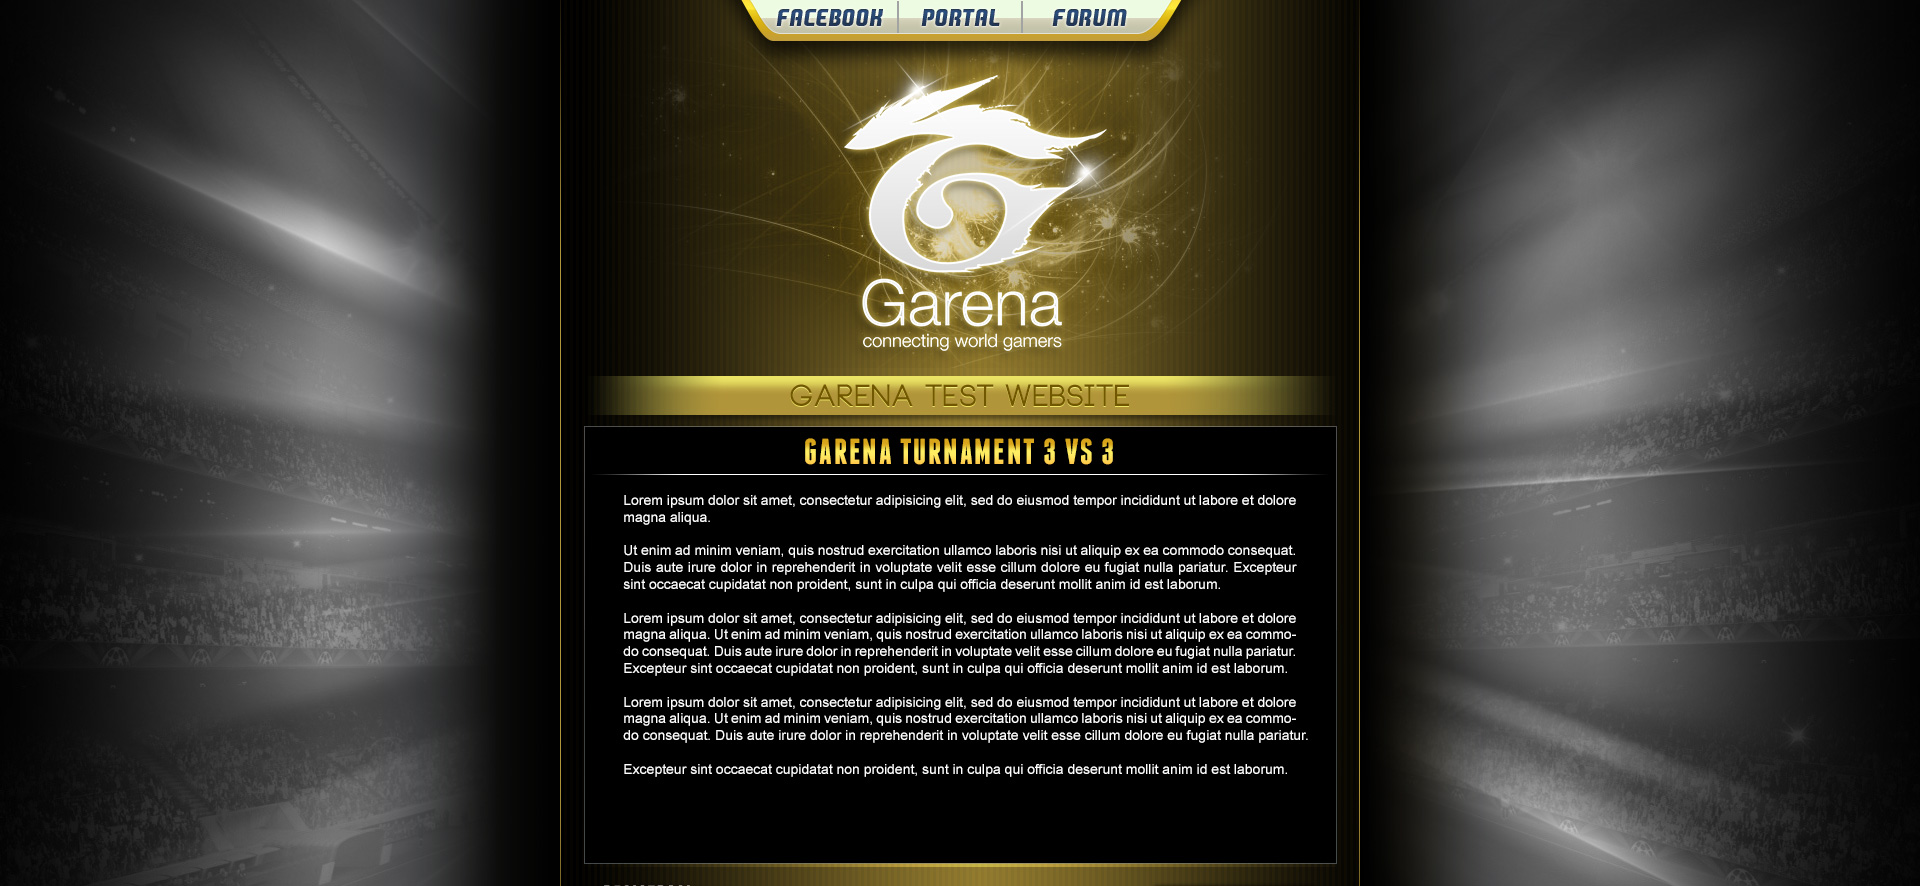 FACEBOOK PORTAL FORUM
Garena
connecting world gamers
GARENA TEST WEBSITE
GARENA TURNAMENT 3 VS 3
Lorem ipsum dolor sit amet, consectetur adipisicing elit, sed do eiusmod tempor incididunt ut labore et dolore
magna aliqua.
Ut enim ad minim veniam, quis nostrud exercitation ullamco laboris nisi ut aliquip ex ea commodo consequat.
Duis aute irure dolor in reprehenderit in voluptate velit esse cillum dolore eu fugiat nulla pariatur. Excepteur
sint occaecat cupidatat non proident, sunt in culpa qui officia deserunt mollit anim id est laborum.
Lorem ipsum dolor sit amet, consectetur adipisicing elit, sed do eiusmod tempor incididunt ut labore et dolore
magna aliqua. Ut enim ad minim veniam, quis nostrud exercitation ullamco laboris nisi ut aliquip ex ea commo-
do consequat. Duis aute irure dolor in reprehenderit in voluptate velit esse cillum dolore eu fugiat nulla pariatur.
Excepteur sint occaecat cupidatat non proident, sunt in culpa qui officia deserunt mollit anim id est laborum.
Lorem ipsum dolor sit amet, consectetur adipisicing elit, sed do eiusmod tempor incididunt ut labore et dolore
magna aliqua. Ut enim ad minim veniam, quis nostrud exercitation ullamco laboris nisi ut aliquip ex ea commo-
do consequat. Duis aute irure dolor in reprehenderit in voluptate velit esse cillum dolore eu fugiat nulla pariatur.
Excepteur sint occaecat cupidatat non proident, sunt in culpa qui officia deserunt mollit anim id est laborum.